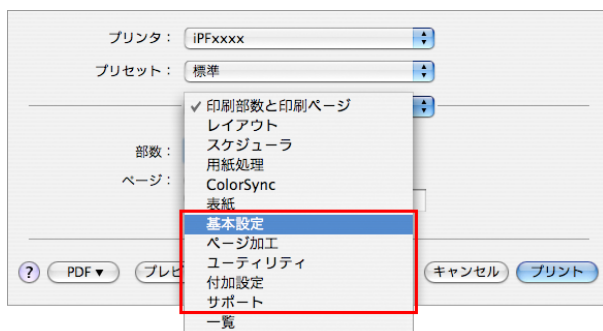 プリンタ： iPFxxxx
プリセット： 標準
✓ 印刷部数と印刷ページ
レイアウト
スケジューラ
部数：
用紙処理
ページ：
ColorSync
表紙
基本設定
ページ加工
ユーティリティ
? PDF▼ プレビ キャンセル プリント
付加設定
サポート
一覧